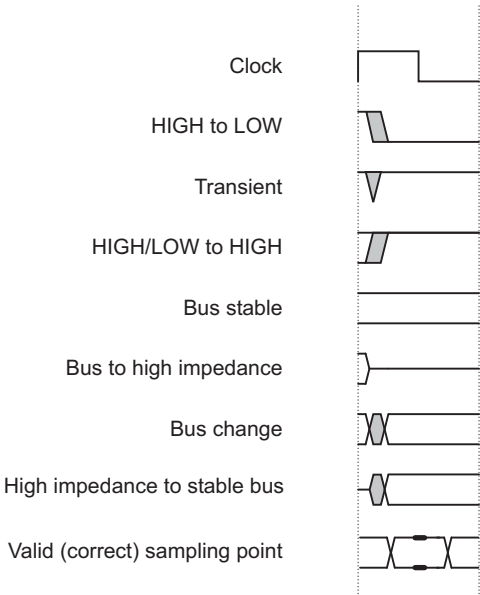 Clock
HIGH to LOW
Transient
HIGH/LOW to HIGH
Bus stable
Bus to high impedance
Bus change
High impedance to stable bus
Valid (correct) sampling point